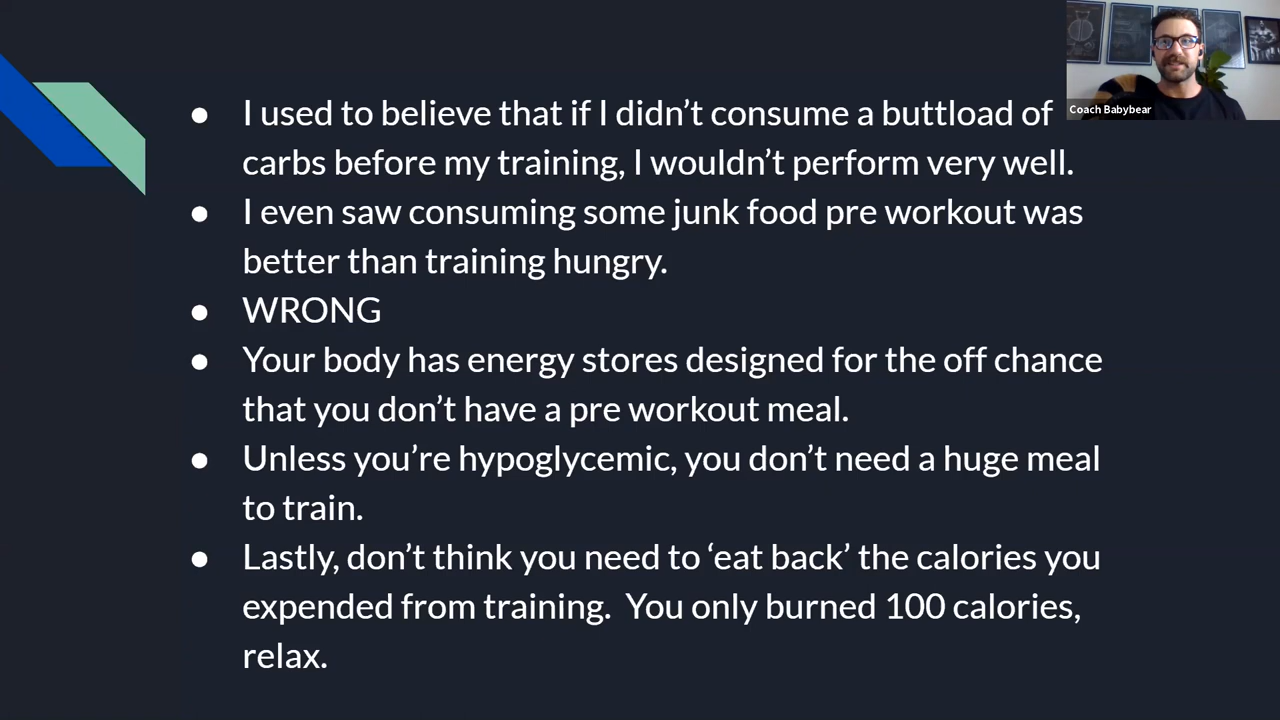 Coach Babybear
● I used to believe that if I didn’t consume a buttload of
carbs before my training, I wouldn’t perform very well.
● I even saw consuming some junk food pre workout was
better than training hungry.
● WRONG
● Your body has energy stores designed for the off chance
that you don’t have a pre workout meal.
● Unless you’re hypoglycemic, you don’t need a huge meal
to train.
● Lastly, don’t think you need to ‘eat back’ the calories you
expended from training.  You only burned 100 calories,
relax.